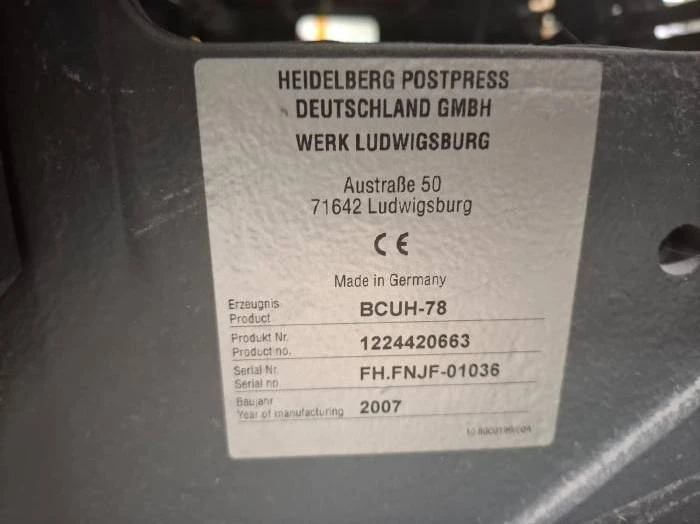 HEIDELBERG POSTPRESS
DEUTSCHLAND GMBH
WERK LUDWIGSBURG
Austraße 50
71642 Ludwigsburg
CE
Made in Germany
Erzeugnis
Product BCUH-78
Produkt Nr.
Product no. 1224420663
Serial Nr.
Serial no FH.FNJF-01036
Baujahr
Year of manufacturing 2007